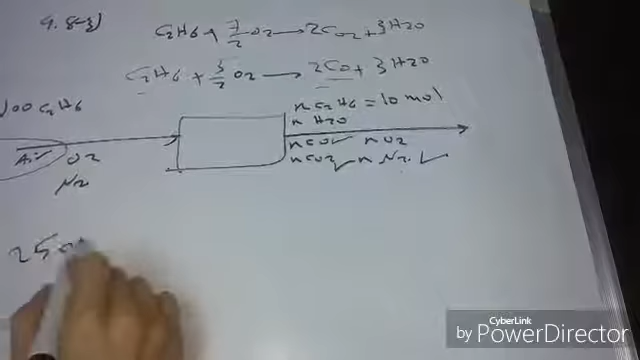 9. 8-3)
C2H6 + 7/2 O2 → 2CO2 + 3H2O
C2H6 + 5/2 O2 → 2CO + 3H2O
100 C2H6
n C2H6 = 10 mol
n H2O
Air O2
n CO ✓ n O2
N2
n CO2 ✓ n N2 ✓
25
CyberLink
by PowerDirector